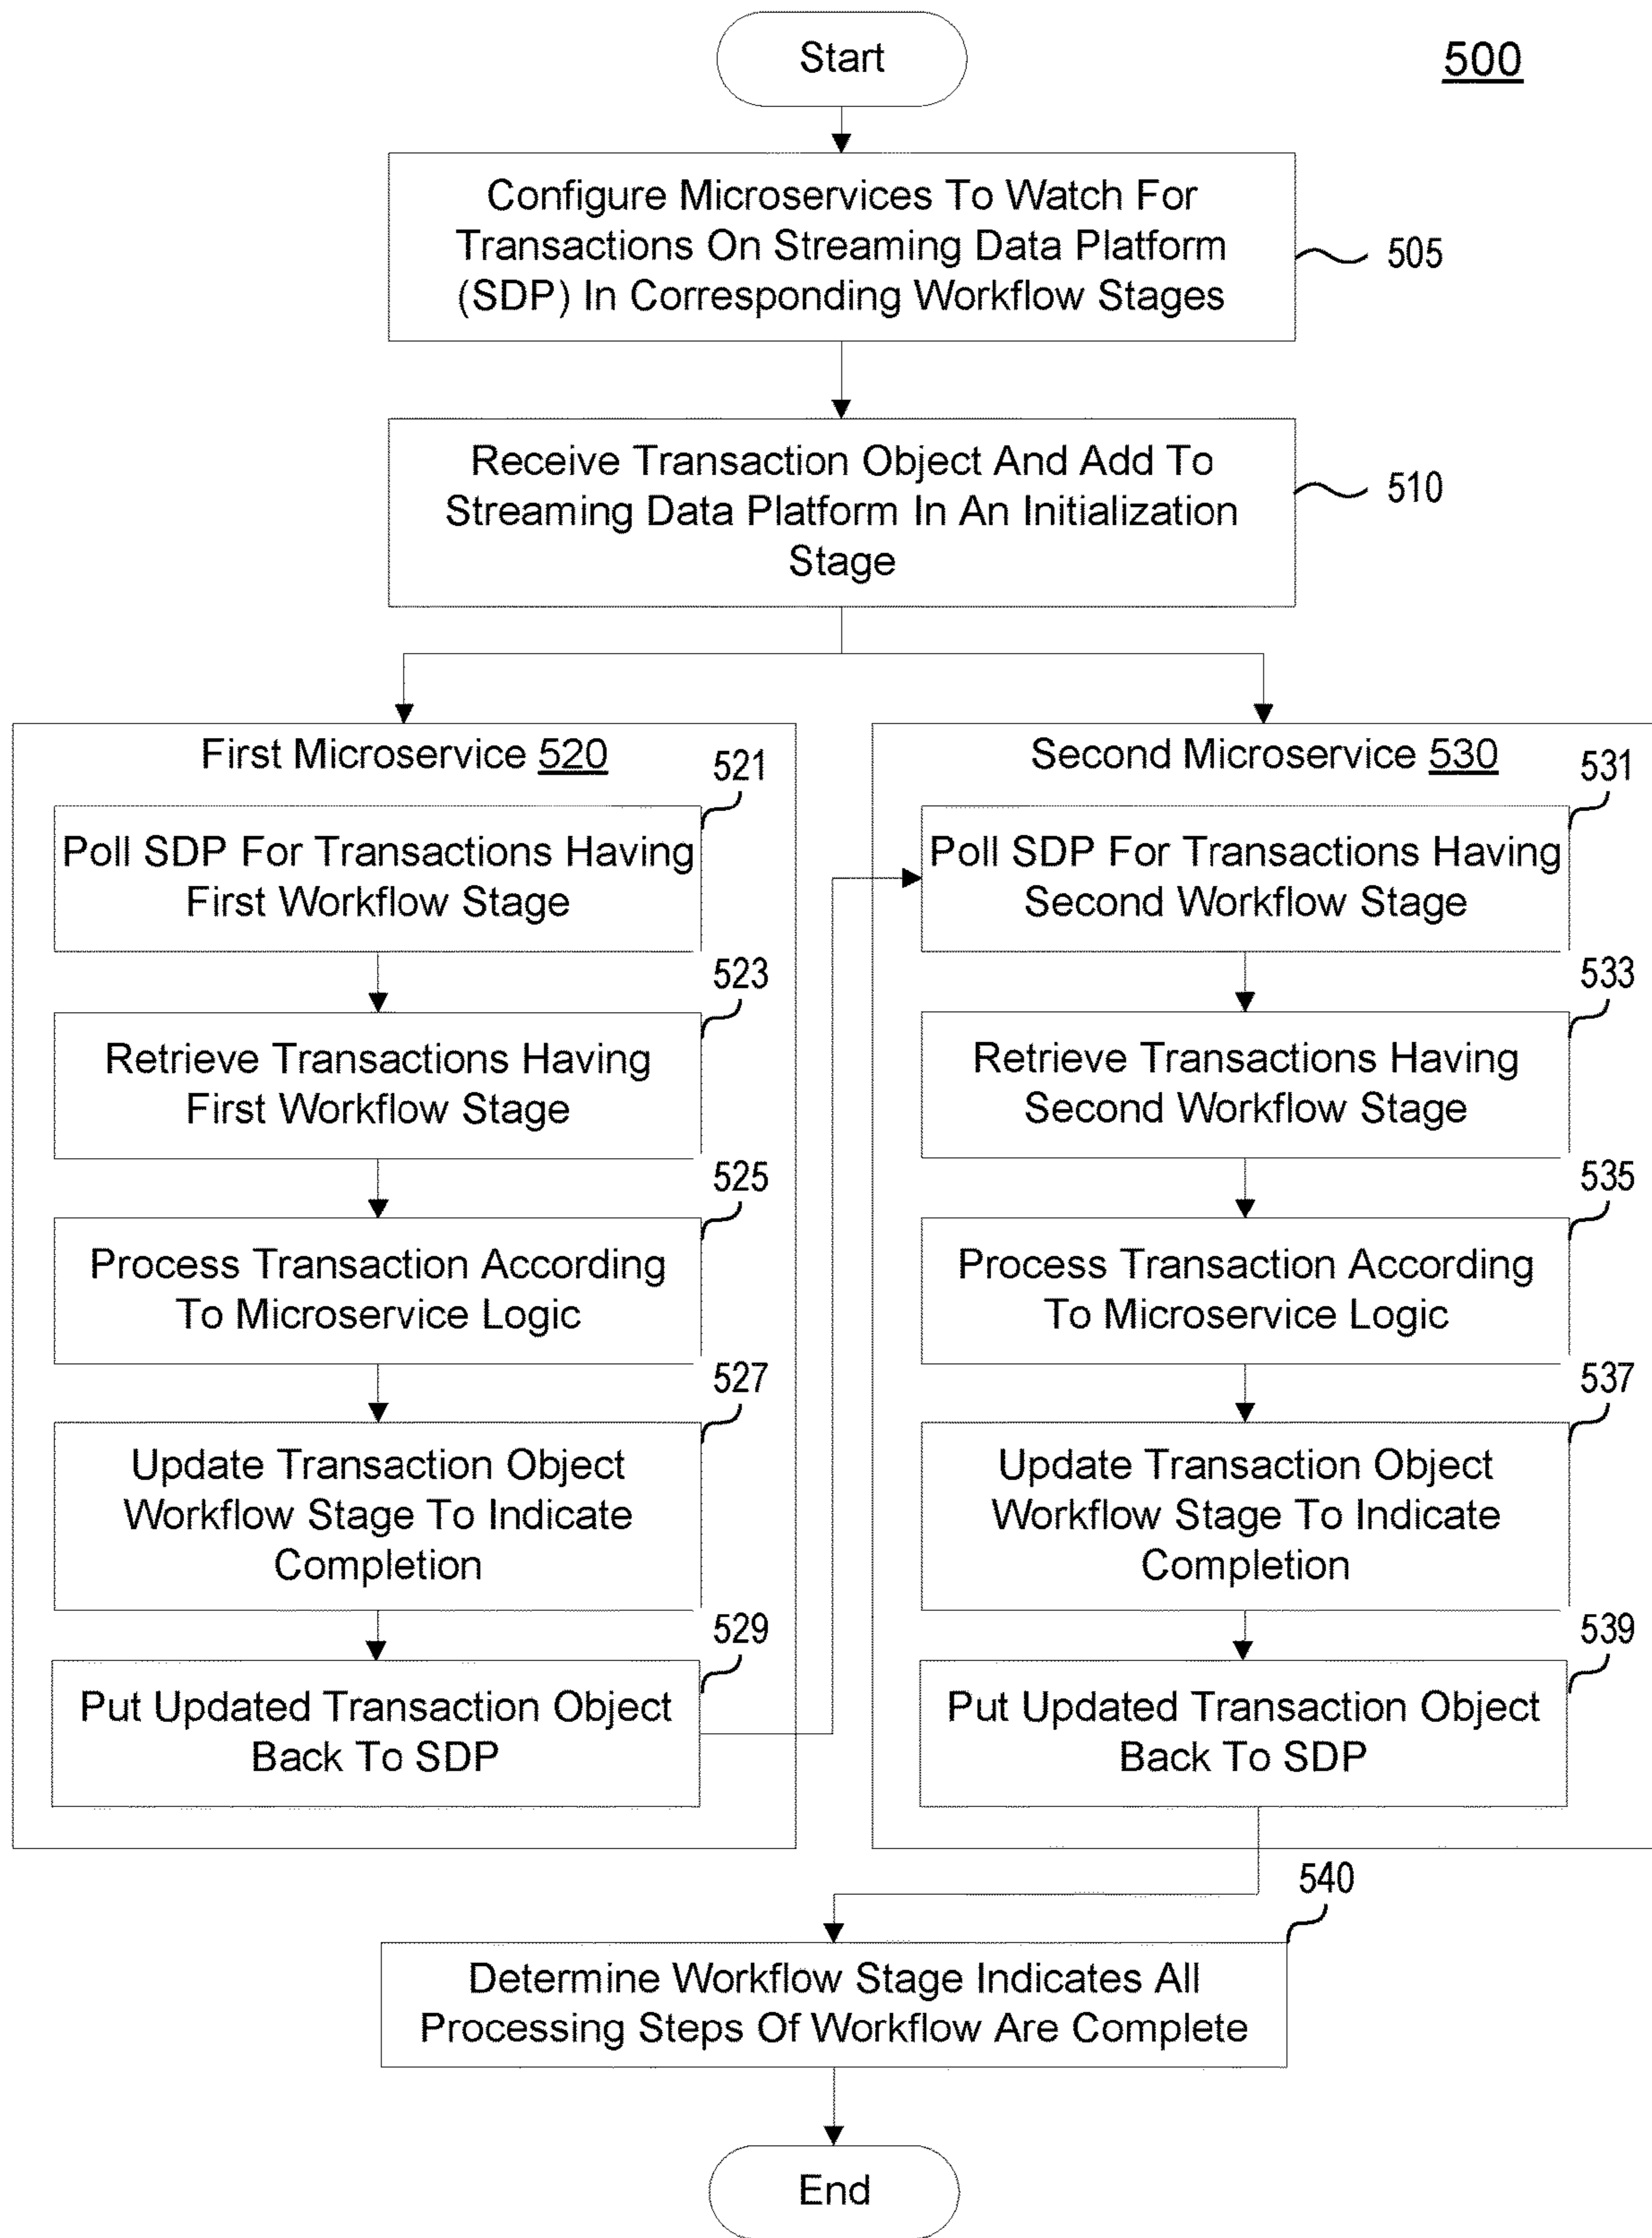 Start
500
Configure Microservices To Watch For
Transactions On Streaming Data Platform
(SDP) In Corresponding Workflow Stages
505
Receive Transaction Object And Add To
Streaming Data Platform In An Initialization
Stage
510
First Microservice 520
521
Poll SDP For Transactions Having
First Workflow Stage
523
Retrieve Transactions Having
First Workflow Stage
525
Process Transaction According
To Microservice Logic
527
Update Transaction Object
Workflow Stage To Indicate
Completion
529
Put Updated Transaction Object
Back To SDP
Second Microservice 530
531
Poll SDP For Transactions Having
Second Workflow Stage
533
Retrieve Transactions Having
Second Workflow Stage
535
Process Transaction According
To Microservice Logic
537
Update Transaction Object
Workflow Stage To Indicate
Completion
539
Put Updated Transaction Object
Back To SDP
540
Determine Workflow Stage Indicates All
Processing Steps Of Workflow Are Complete
End